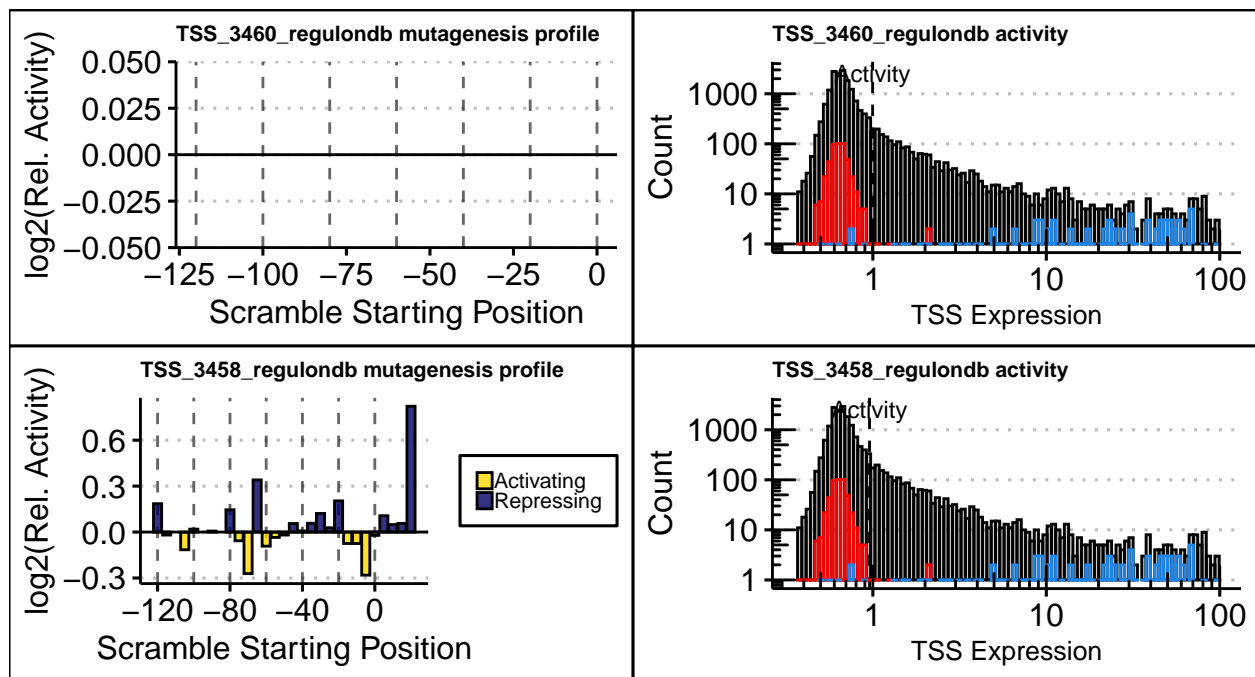 TSS_3460_regulondb mutagenesis profile
log2(Rel. Activity)
0.050
0.025
0.000
−0.025
−0.050
−125 −100 −75 −50 −25 0
Scramble Starting Position
TSS_3460_regulondb activity
Activity
Count
1000
100
10
1
1 10 100
TSS Expression
TSS_3458_regulondb mutagenesis profile
log2(Rel. Activity)
0.6
0.3
0.0
−0.3
−120 −80 −40 0
Scramble Starting Position
Activating
Repressing
TSS_3458_regulondb activity
Activity
Count
1000
100
10
1
1 10 100
TSS Expression